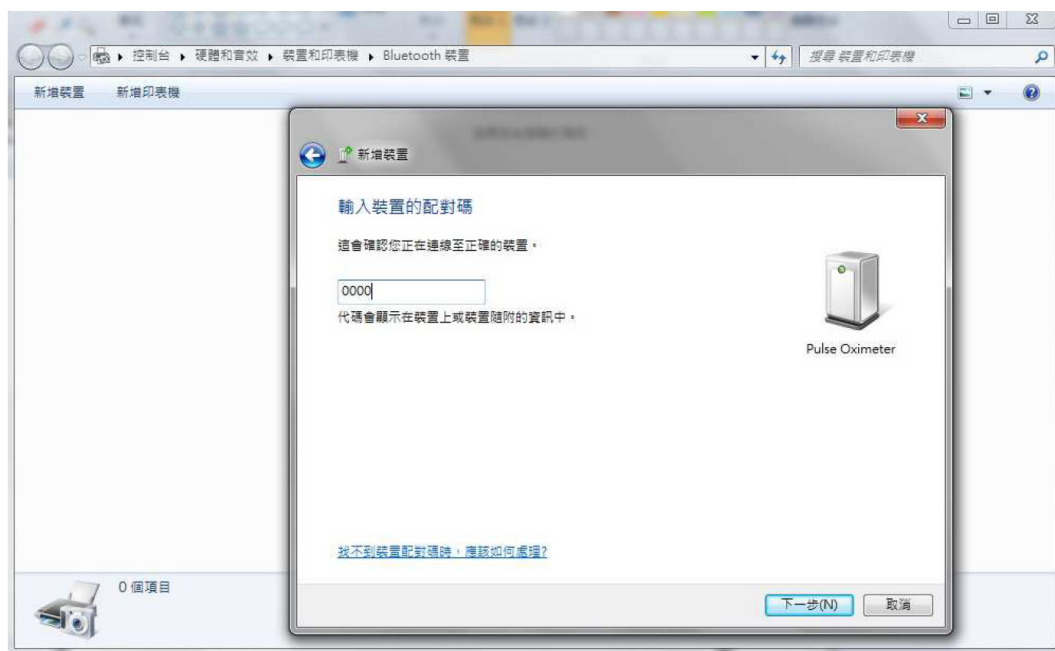 控制台 ▸ 硬體和音效 ▸ 裝置和印表機 ▸ Bluetooth 裝置
搜尋 裝置和印表機
新增裝置 新增印表機
新增裝置
輸入裝置的配對碼
這會確認您正在連線至正確的裝置。
0000
代碼會顯示在裝置上或裝置隨附的資訊中。
Pulse Oximeter
找不到裝置配對碼時，應該如何處理?
0 個項目
下一步(N) 取消